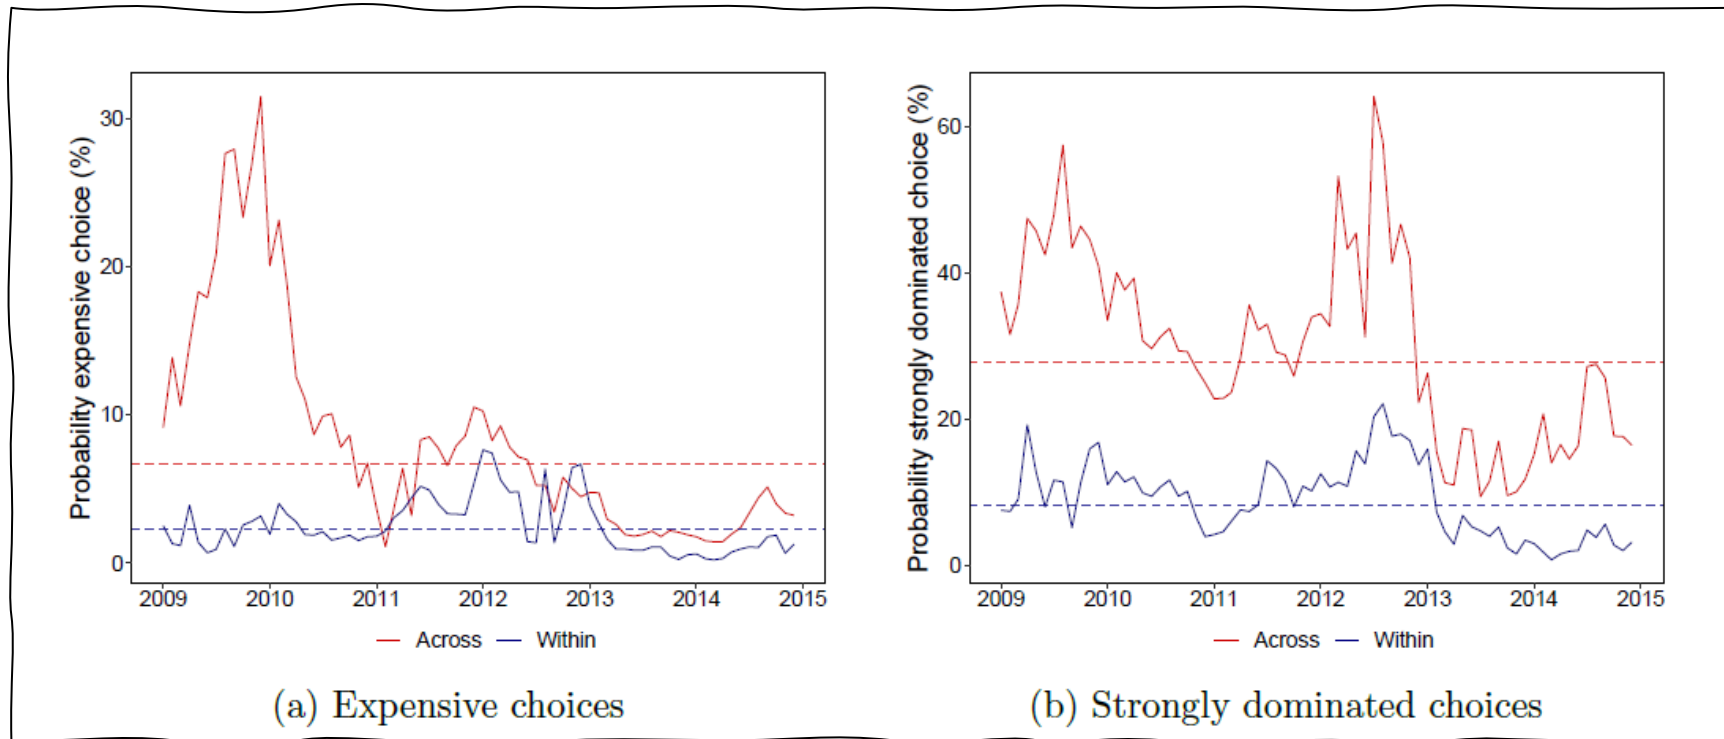 Probability expensive choice (%)
30
20
10
0
2009 2010 2011 2012 2013 2014 2015
Across Within
(a) Expensive choices
Probability strongly dominated choice (%)
60
40
20
0
2009 2010 2011 2012 2013 2014 2015
Across Within
(b) Strongly dominated choices